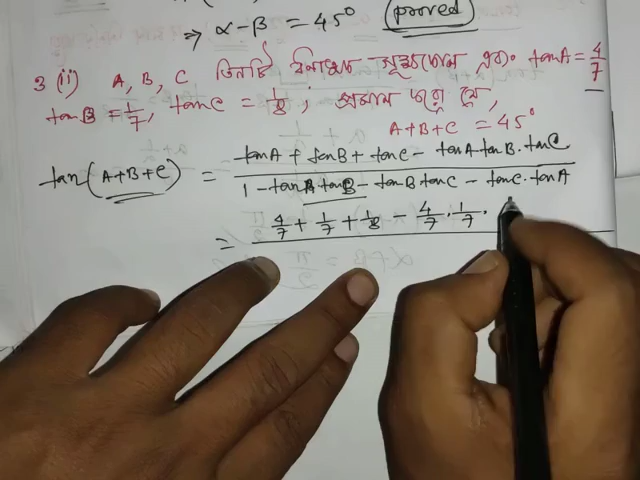 ⇒ α-β = 45° (proved)
3(ii) A, B, C তিনটি ধনাত্মক সূক্ষ্মকোণ এবং tanA = 4/7
tanB = 1/7, tanC = 1/8; প্রমাণ করো যে,
A+B+C = 45°
tan(A+B+C) = (tanA + tanB + tanC - tanA tanB. tanC)/(1 - tanA tanB - tanB tanC - tanC. tanA)
= 4/7 + 1/7 + 1/8 - 4/7 . 1/7 .